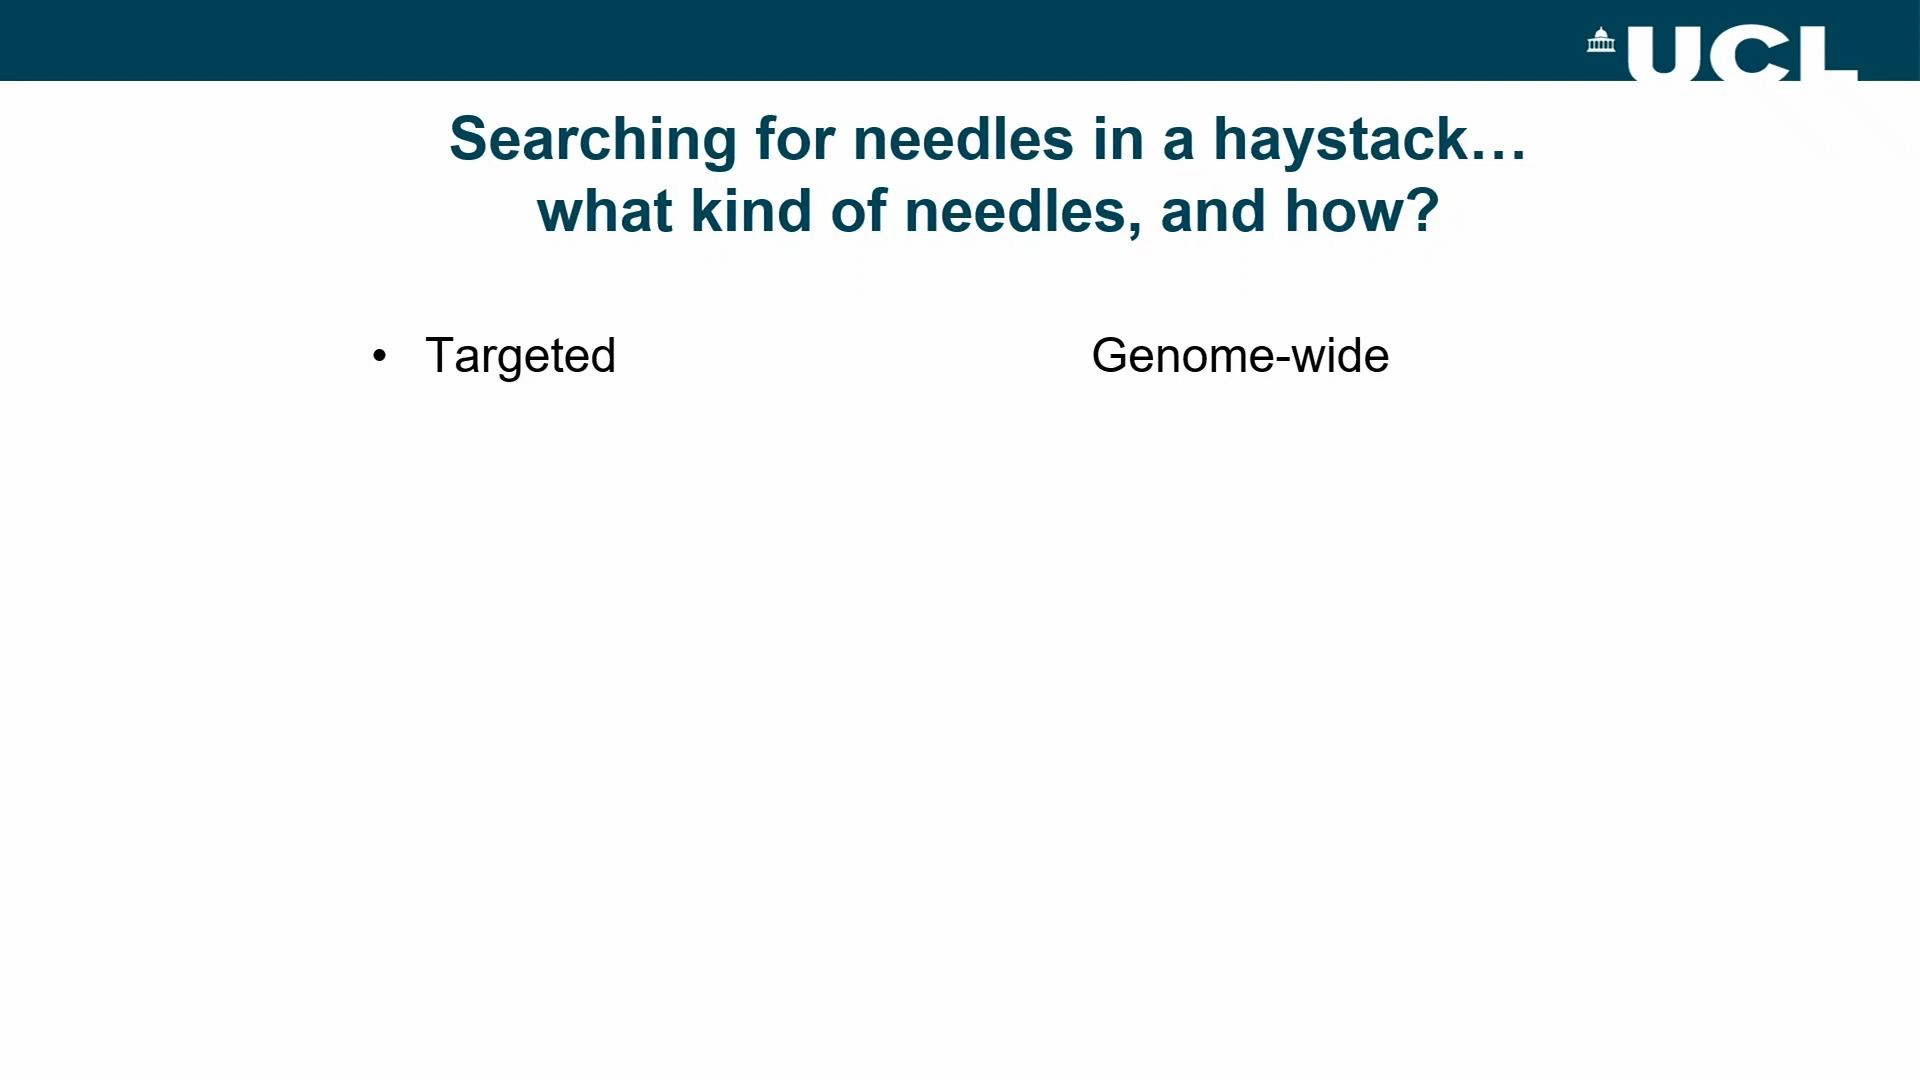 UCL
Searching for needles in a haystack…
what kind of needles, and how?
• Targeted
Genome-wide